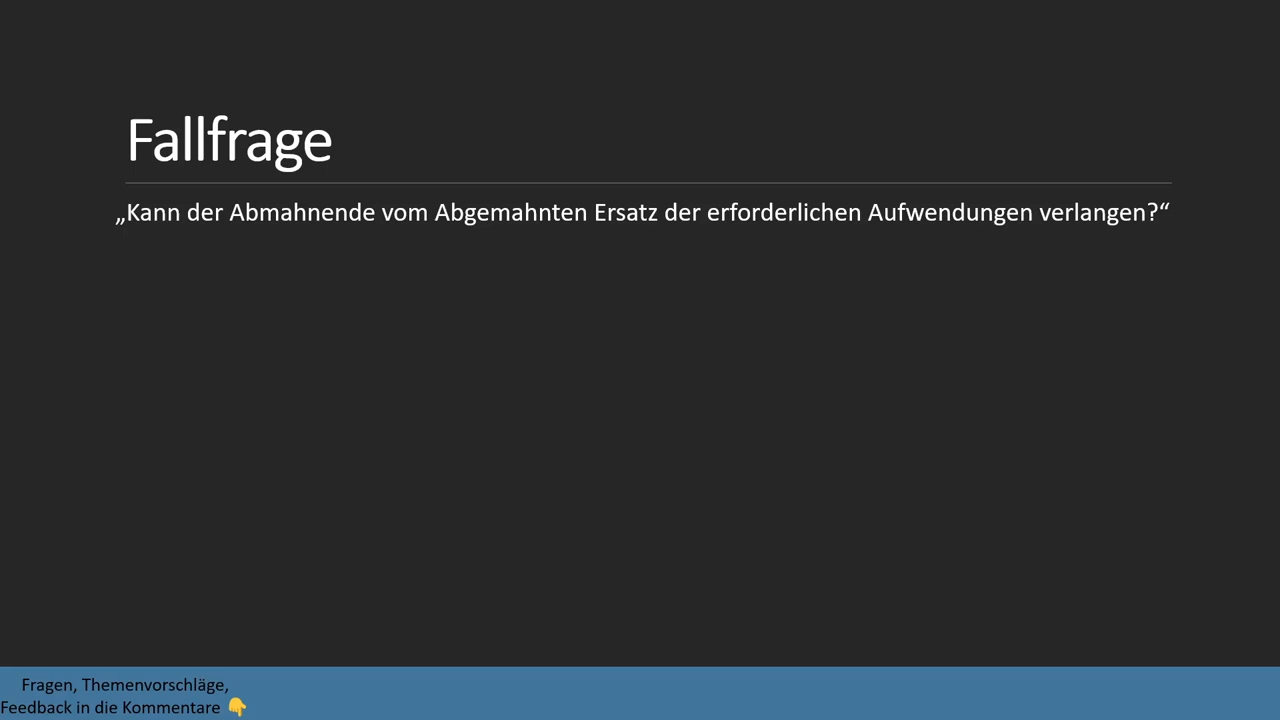 Fallfrage
„Kann der Abmahnende vom Abgemahnten Ersatz der erforderlichen Aufwendungen verlangen?“
Fragen, Themenvorschläge,
Feedback in die Kommentare 👇